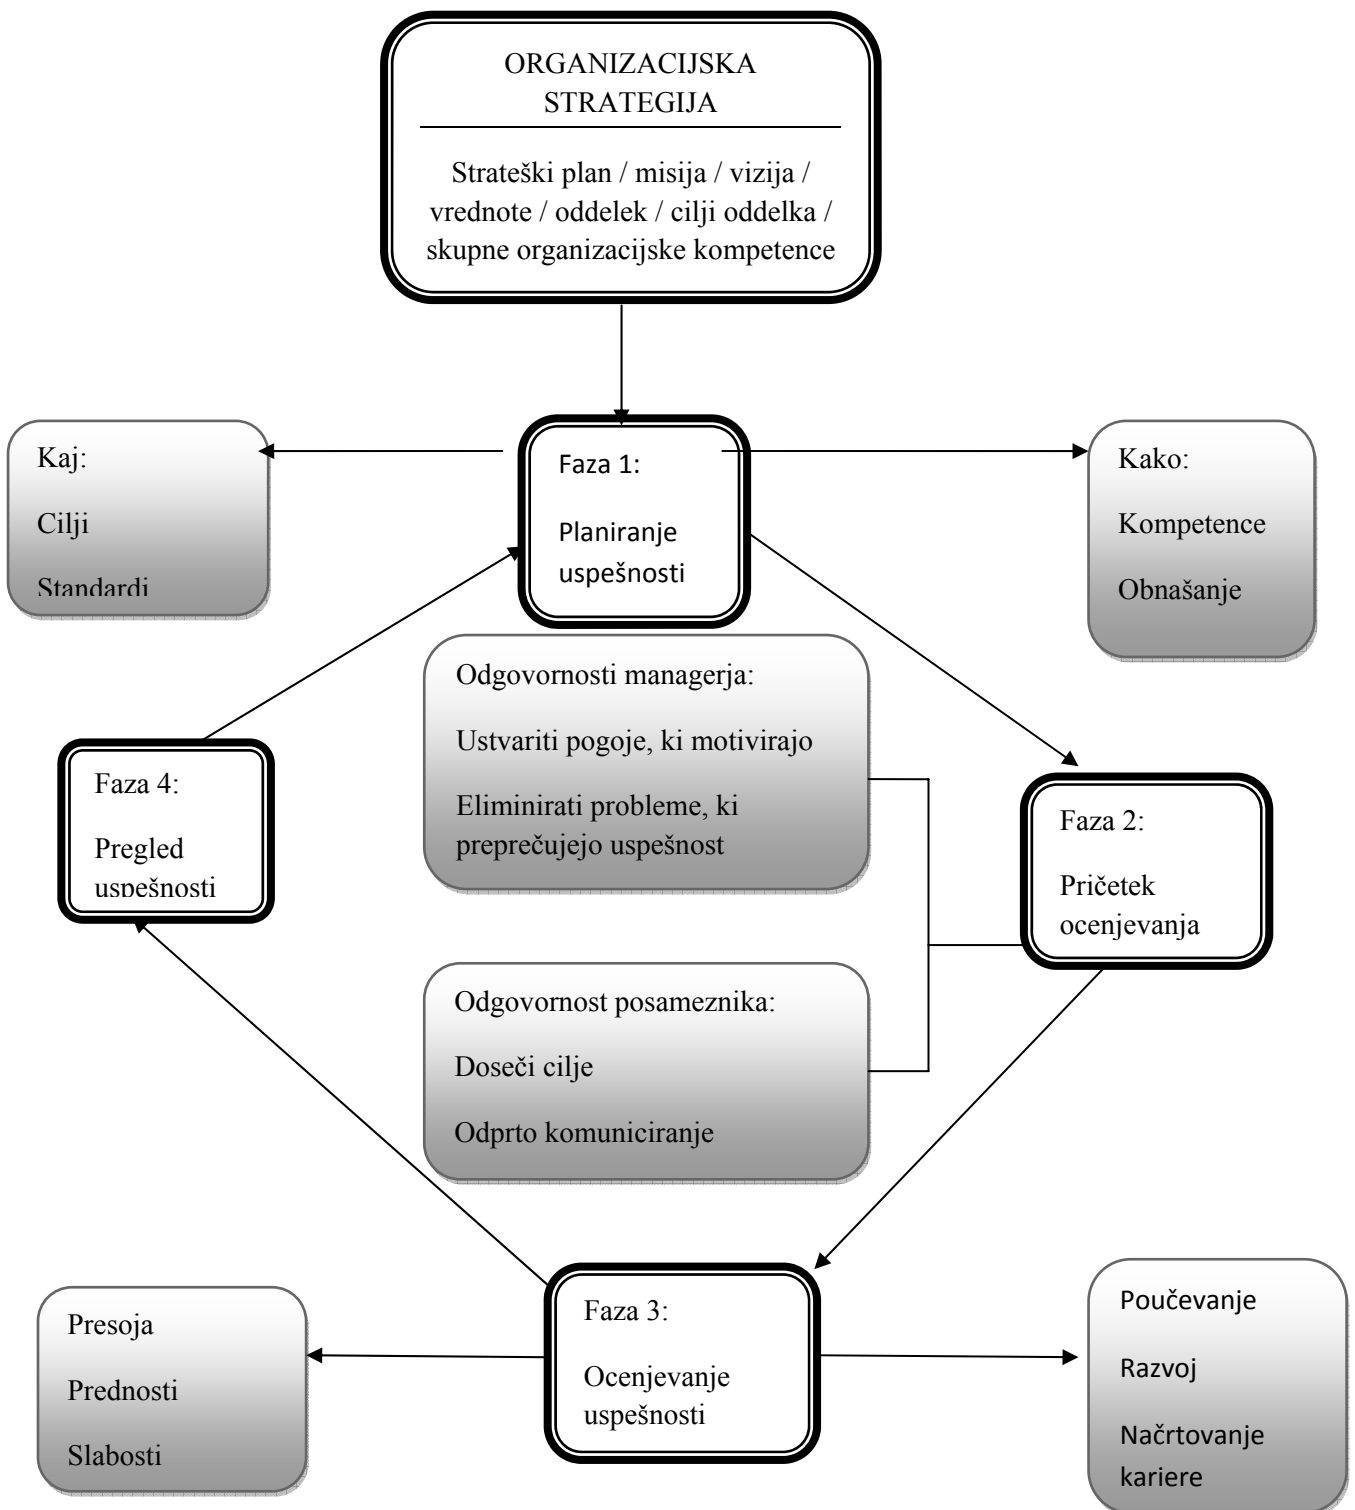 ORGANIZACIJSKA
STRATEGIJA
Strateški plan / misija / vizija /
vrednote / oddelek / cilji oddelka /
skupne organizacijske kompetence
Kaj:
Cilji
Standardi
Faza 1:
Planiranje
uspešnosti
Kako:
Kompetence
Obnašanje
Odgovornosti managerja:
Ustvariti pogoje, ki motivirajo
Eliminirati probleme, ki
preprečujejo uspešnost
Faza 4:
Pregled
uspešnosti
Faza 2:
Pričetek
ocenjevanja
Odgovornost posameznika:
Doseči cilje
Odprto komuniciranje
Presoja
Prednosti
Slabosti
Faza 3:
Ocenjevanje
uspešnosti
Poučevanje
Razvoj
Načrtovanje
kariere